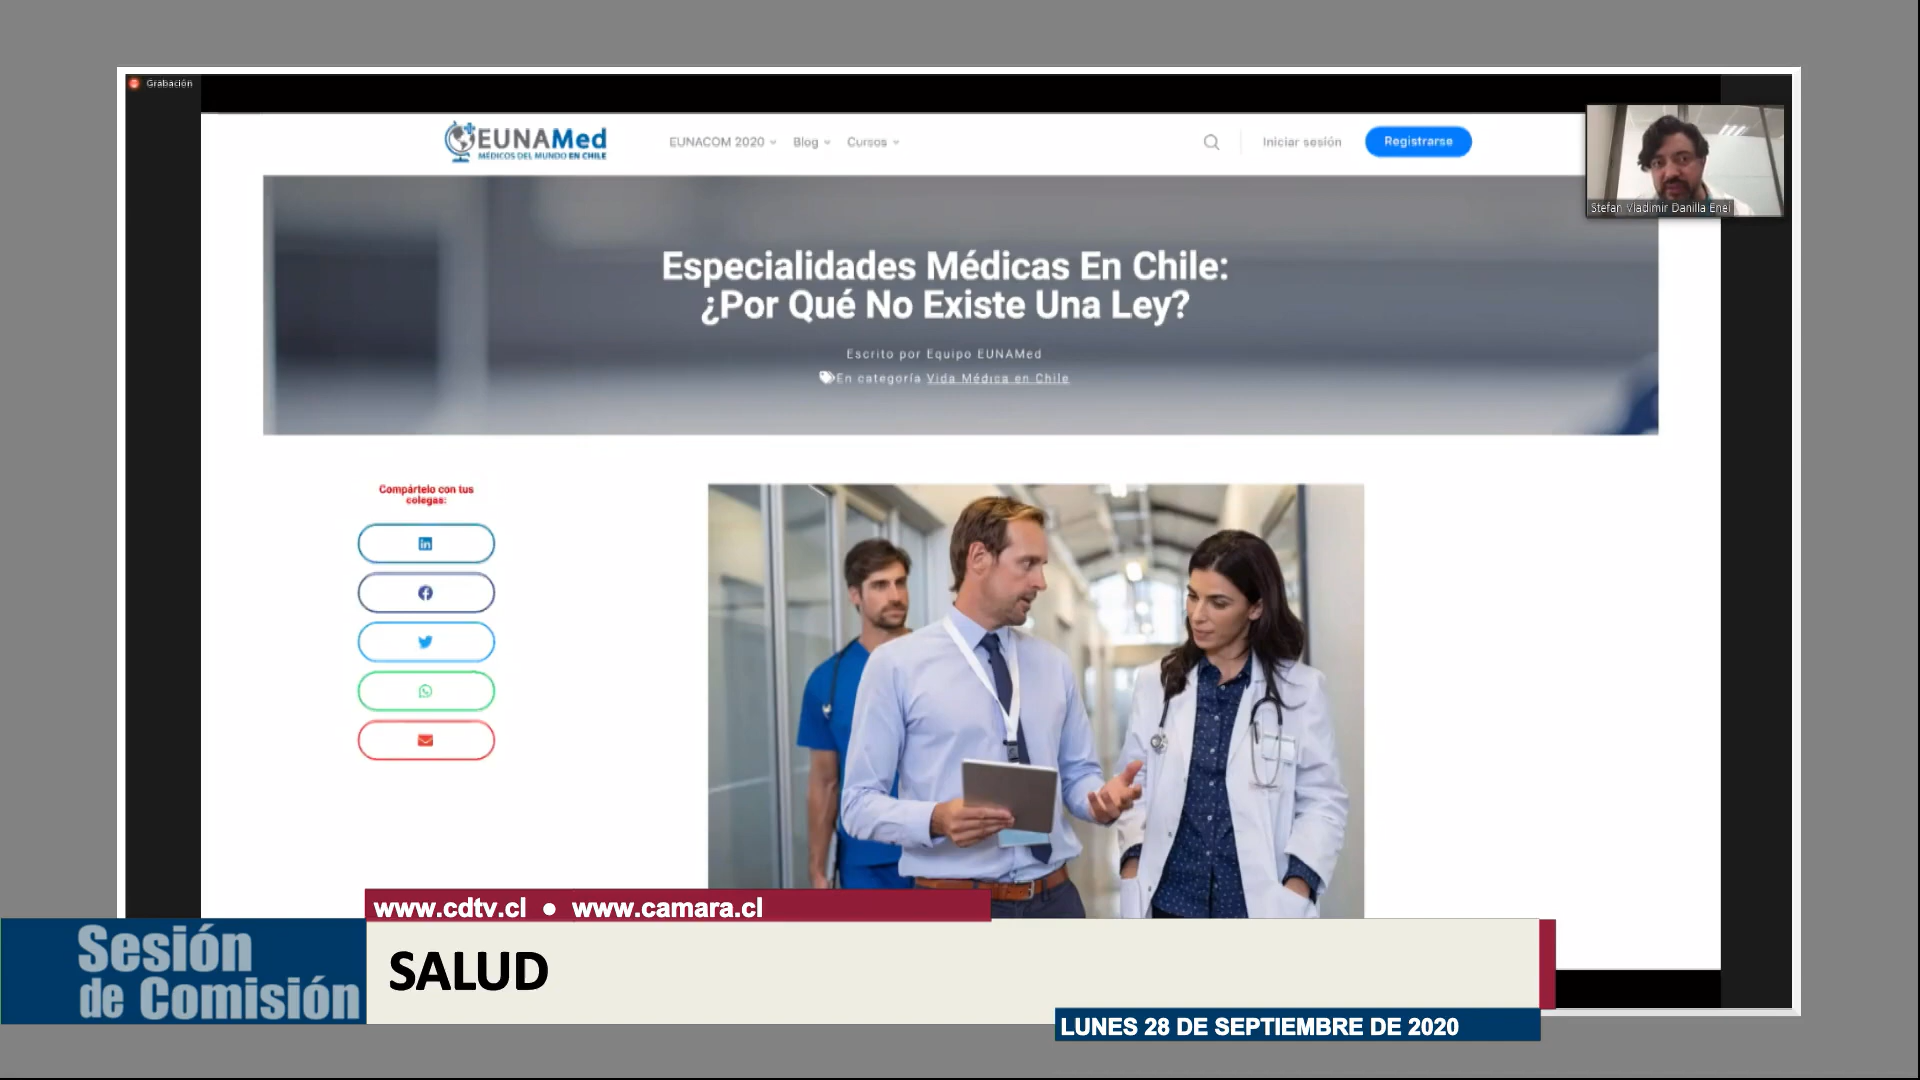 Grabación
EUNAMed
MÉDICOS DEL MUNDO EN CHILE
EUNACOM 2020
Blog
Cursos
Iniciar sesión
Registrarse
Stefan Vladimir Danilla Enei
Especialidades Médicas En Chile:
¿Por Qué No Existe Una Ley?
Escrito por Equipo EUNAMed
En categoría Vida Médica en Chile
Compártelo con tus
colegas:
www.cdtv.cl ● www.camara.cl
Sesión
de Comisión
SALUD
LUNES 28 DE SEPTIEMBRE DE 2020